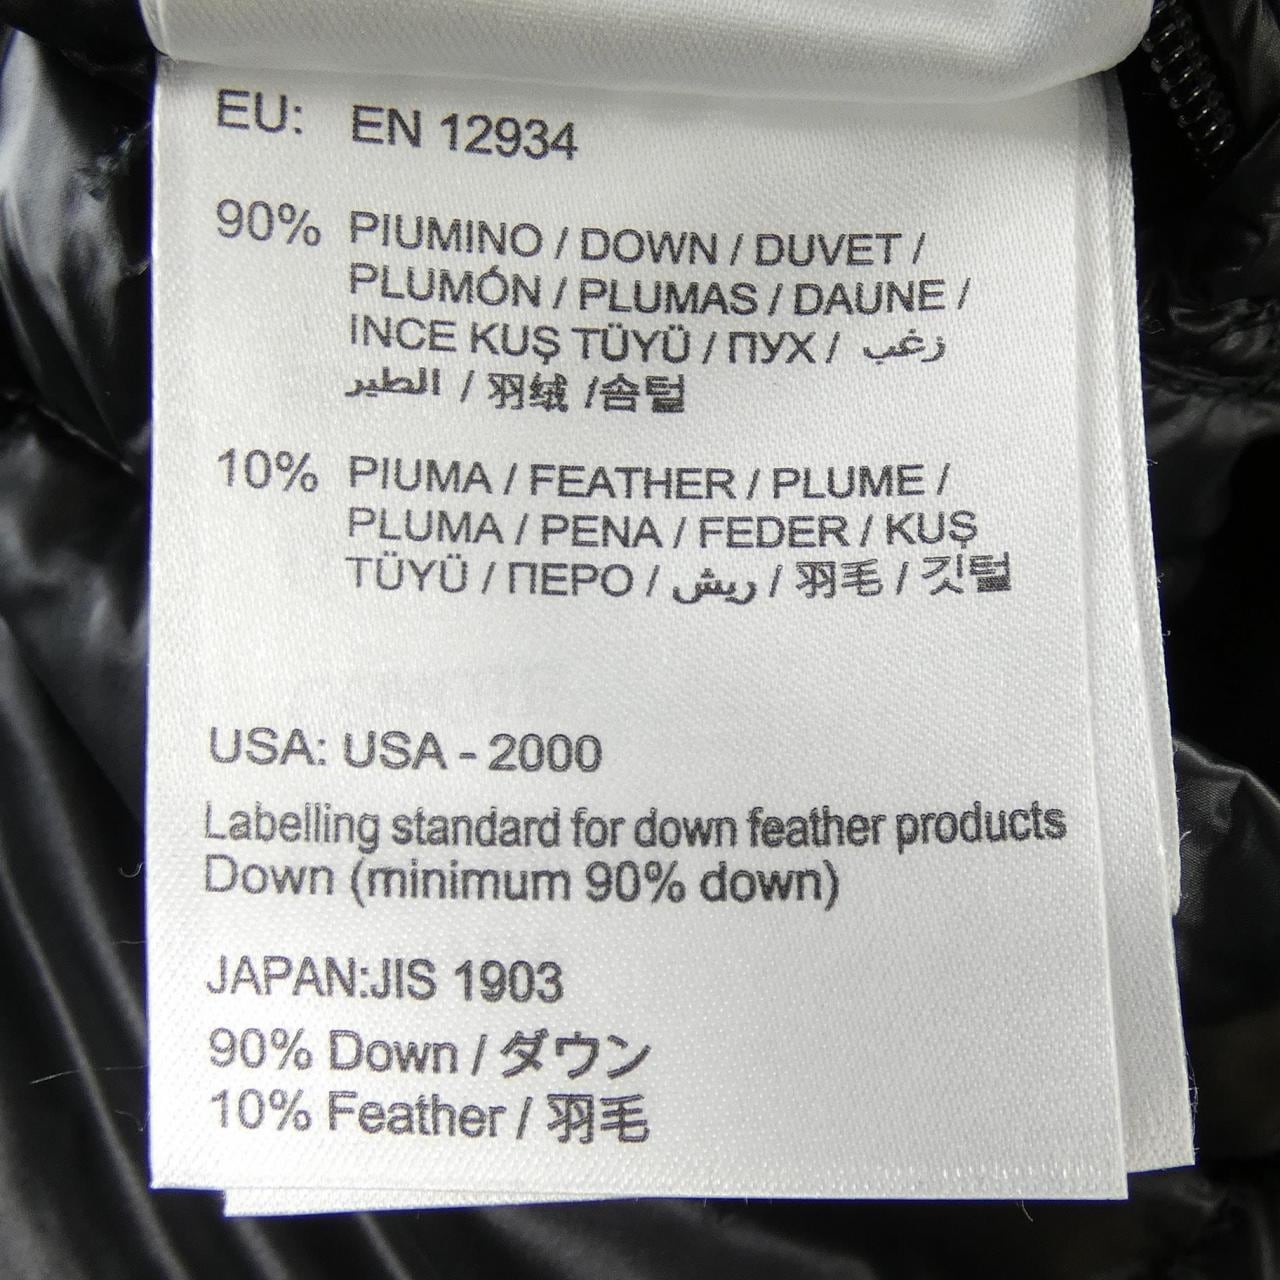 EU: EN 12934
90% PIUMINO / DOWN / DUVET /
PLUMÓN / PLUMAS / DAUNE /
INCE KUŞ TÜYÜ / ПУХ / زغب
الطير / 羽绒 /솜털
10% PIUMA / FEATHER / PLUME /
PLUMA / PENA / FEDER / KUŞ
TÜYÜ / ПЕРО / ريش / 羽毛 / 깃털
USA: USA - 2000
Labelling standard for down feather products
Down (minimum 90% down)
JAPAN:JIS 1903
90% Down / ダウン
10% Feather / 羽毛